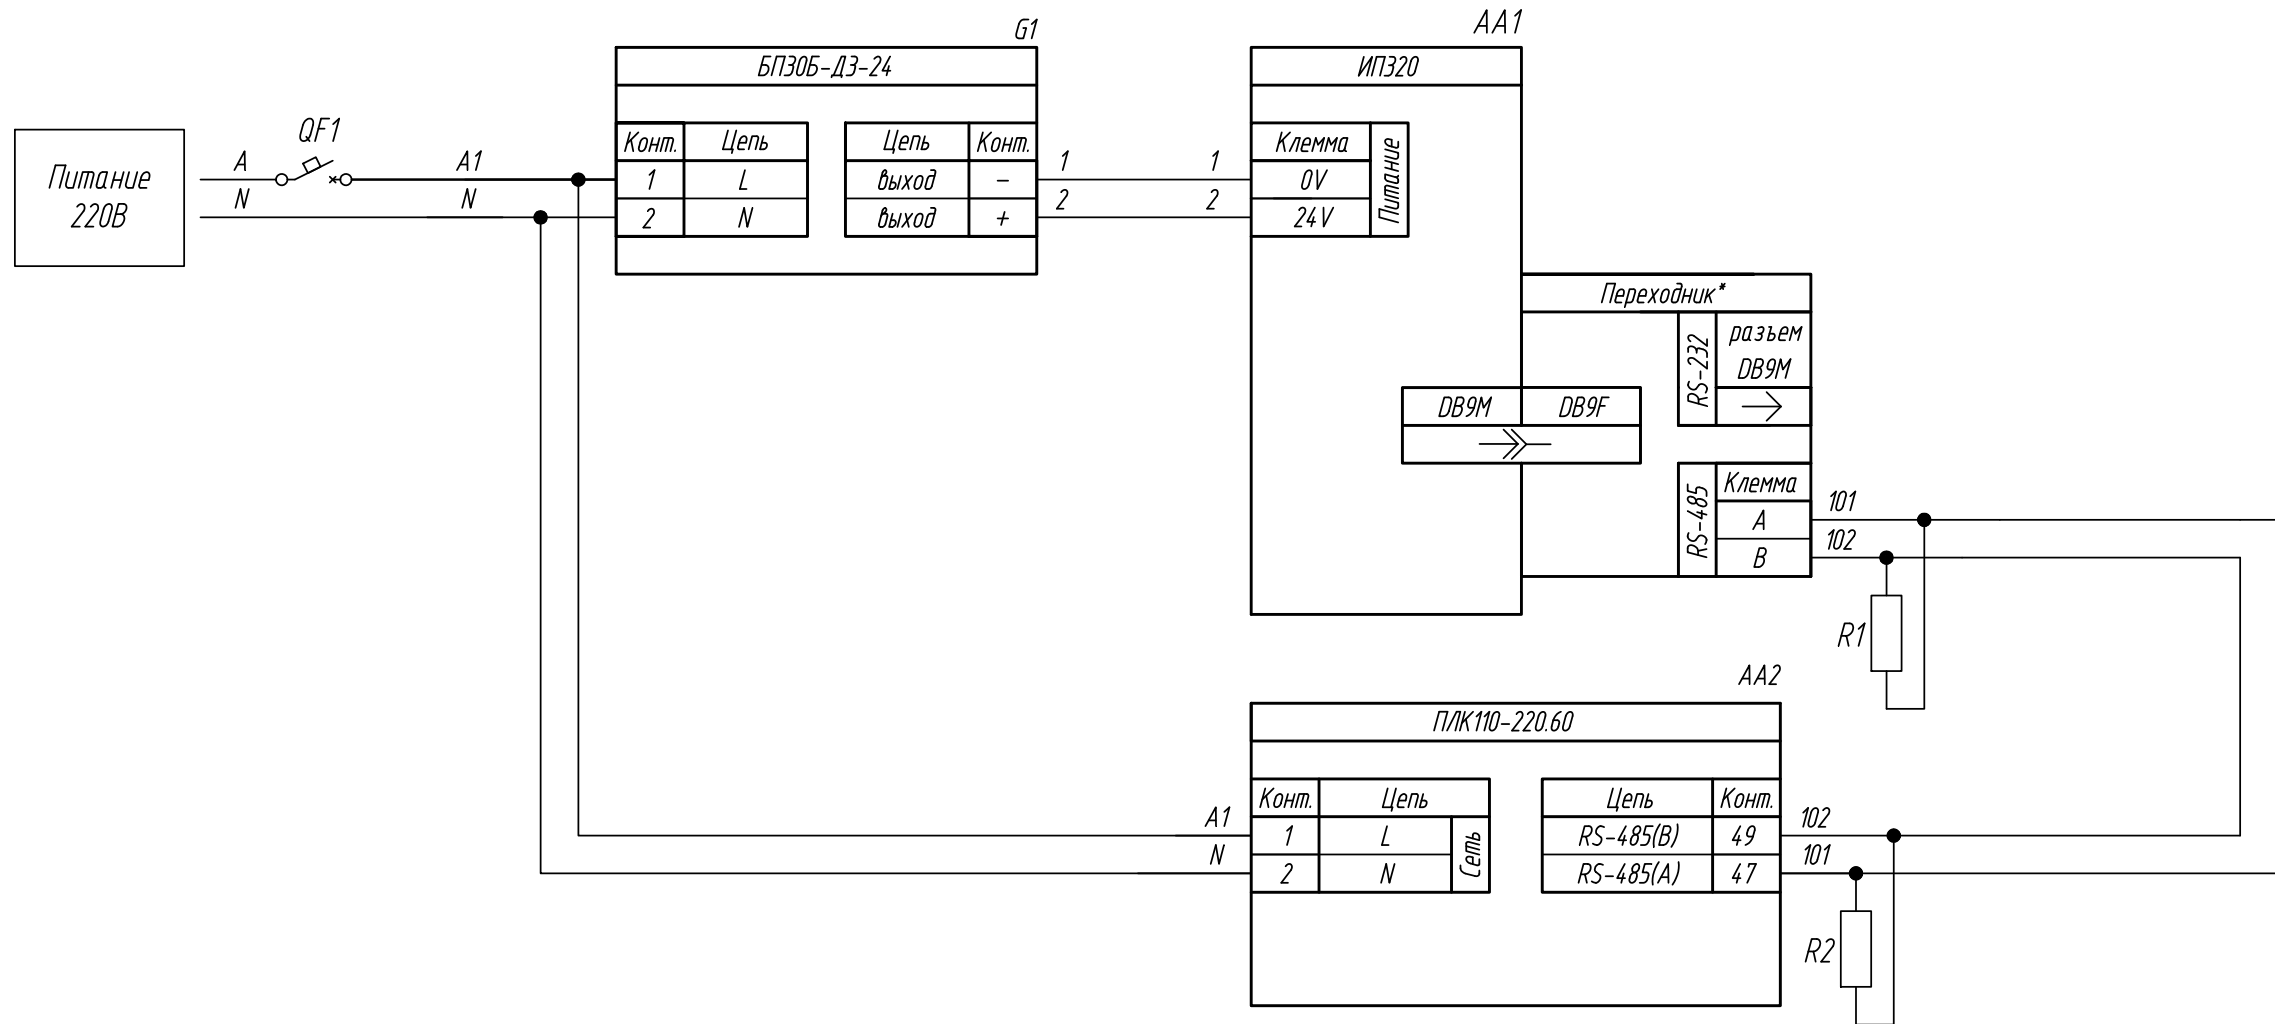 G1
AA1
БП30Б-Д3-24
ИП320
QF1
Питание
220В
A
A1
N
N
Конт.
Цепь
1
L
2
N
Цепь
Конт.
выход
-
выход
+
1
1
2
2
Клемма
0V
24V
Питание
Переходник*
RS-232
разъем
DB9M
DB9M
DB9F
RS-485
Клемма
A
B
101
102
R1
AA2
ПЛК110-220.60
A1
N
Конт.
Цепь
1
L
2
N
Сеть
Цепь
Конт.
RS-485(B)
49
RS-485(A)
47
102
101
R2